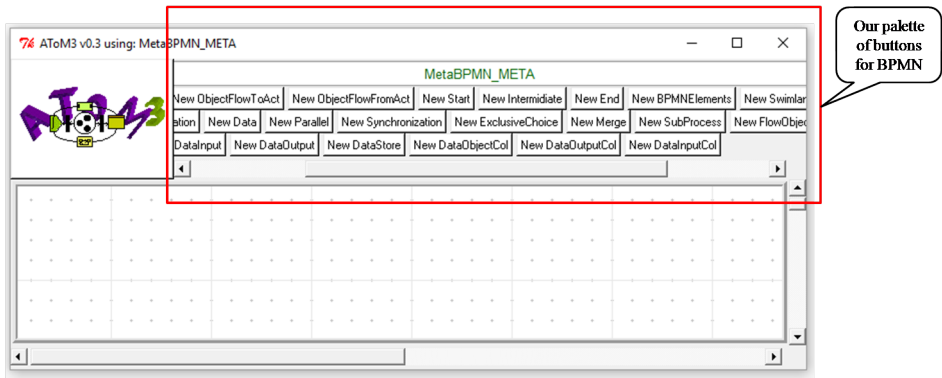 AToM3 v0.3 using: MetaBPMN_META
Our palette
of buttons
for BPMN
AToM3
MetaBPMN_META
New ObjectFlowToAct New ObjectFlowFromAct New Start New Intermidiate New End New BPMNElements New Swimlan
ation New Data New Parallel New Synchronization New ExclusiveChoice New Merge New SubProcess New FlowObjec
DataInput New DataOutput New DataStore New DataObjectCol New DataOutputCol New DataInputCol